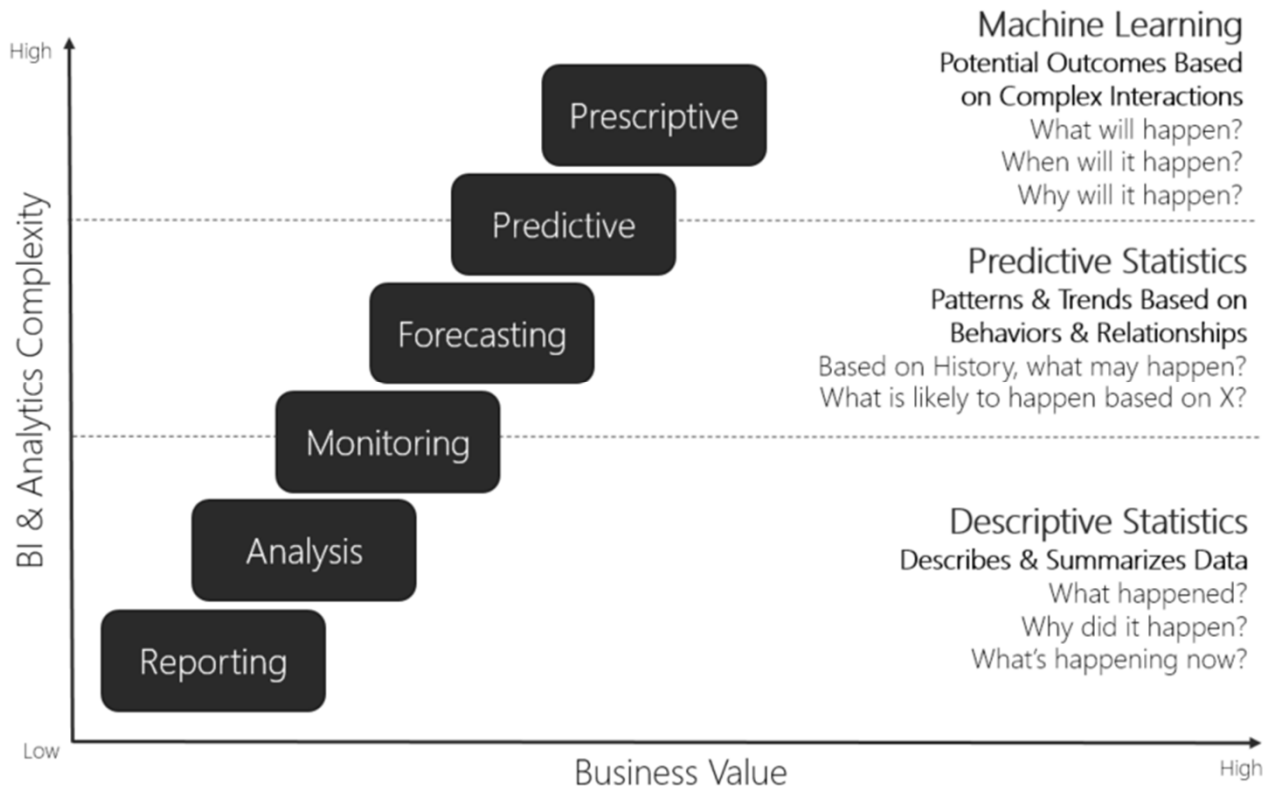 High
BI & Analytics Complexity
Low
Prescriptive
Predictive
Forecasting
Monitoring
Analysis
Reporting
Machine Learning
Potential Outcomes Based
on Complex Interactions
What will happen?
When will it happen?
Why will it happen?
Predictive Statistics
Patterns & Trends Based on
Behaviors & Relationships
Based on History, what may happen?
What is likely to happen based on X?
Descriptive Statistics
Describes & Summarizes Data
What happened?
Why did it happen?
What's happening now?
Business Value
High